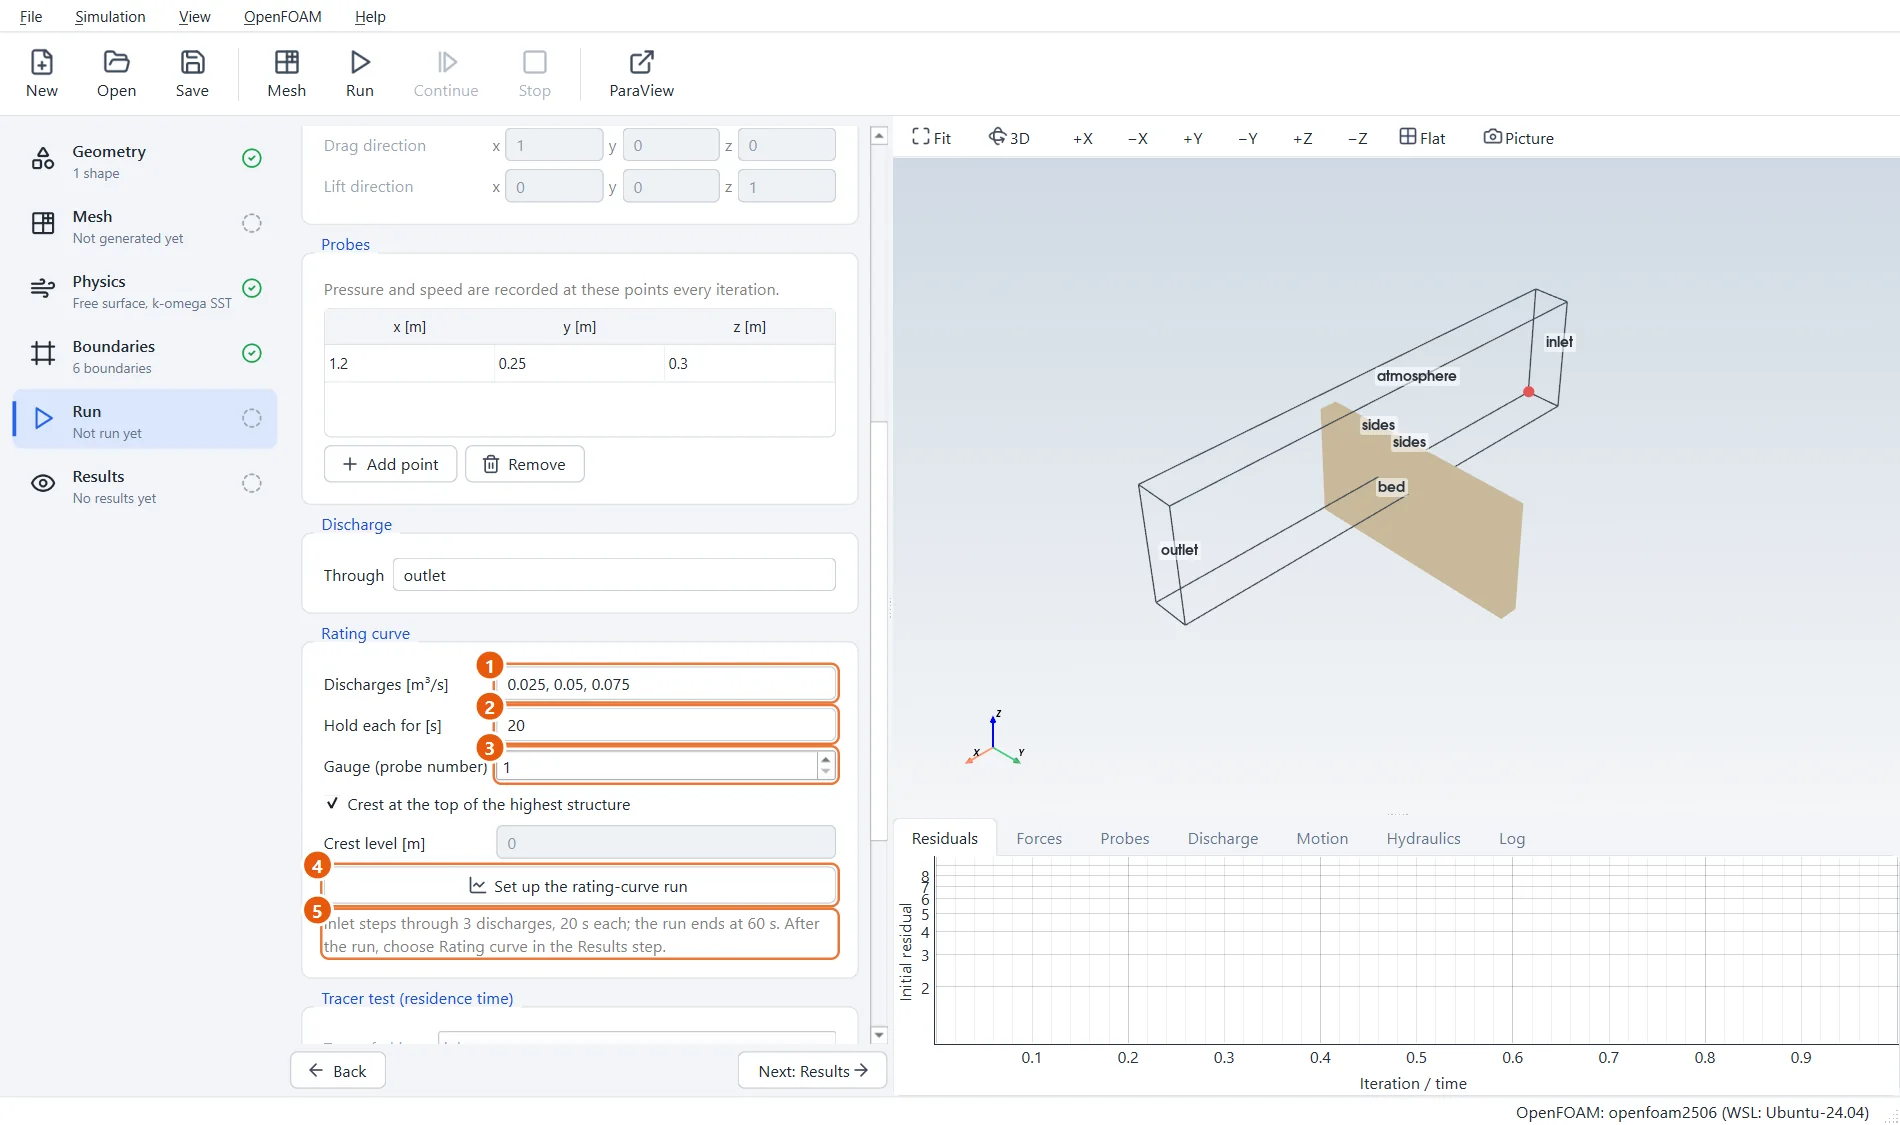 File Simulation View OpenFOAM Help
New Open Save Mesh Run Continue Stop ParaView
Geometry
1 shape
Mesh
Not generated yet
Physics
Free surface, k-omega SST
Boundaries
6 boundaries
Run
Not run yet
Results
No results yet
Drag direction x 1 y 0 z 0
Lift direction x 0 y 0 z 1
Probes
Pressure and speed are recorded at these points every iteration.
x [m] y [m] z [m]
1.2 0.25 0.3
Add point Remove
Discharge
Through outlet
Rating curve
1
Discharges [m³/s] 0.025, 0.05, 0.075
2
Hold each for [s] 20
3
Gauge (probe number) 1
Crest at the top of the highest structure
Crest level [m] 0
4
Set up the rating-curve run
5
Inlet steps through 3 discharges, 20 s each; the run ends at 60 s. After
the run, choose Rating curve in the Results step.
Tracer test (residence time)
Back Next: Results
Fit 3D +X −X +Y −Y +Z −Z Flat Picture
inlet
atmosphere
sides
sides
bed
outlet
z
x y
Residuals Forces Probes Discharge Motion Hydraulics Log
8
7
6
5
4
3
2
Initial residual
0.1 0.2 0.3 0.4 0.5 0.6 0.7 0.8 0.9
Iteration / time
OpenFOAM: openfoam2506 (WSL: Ubuntu-24.04)